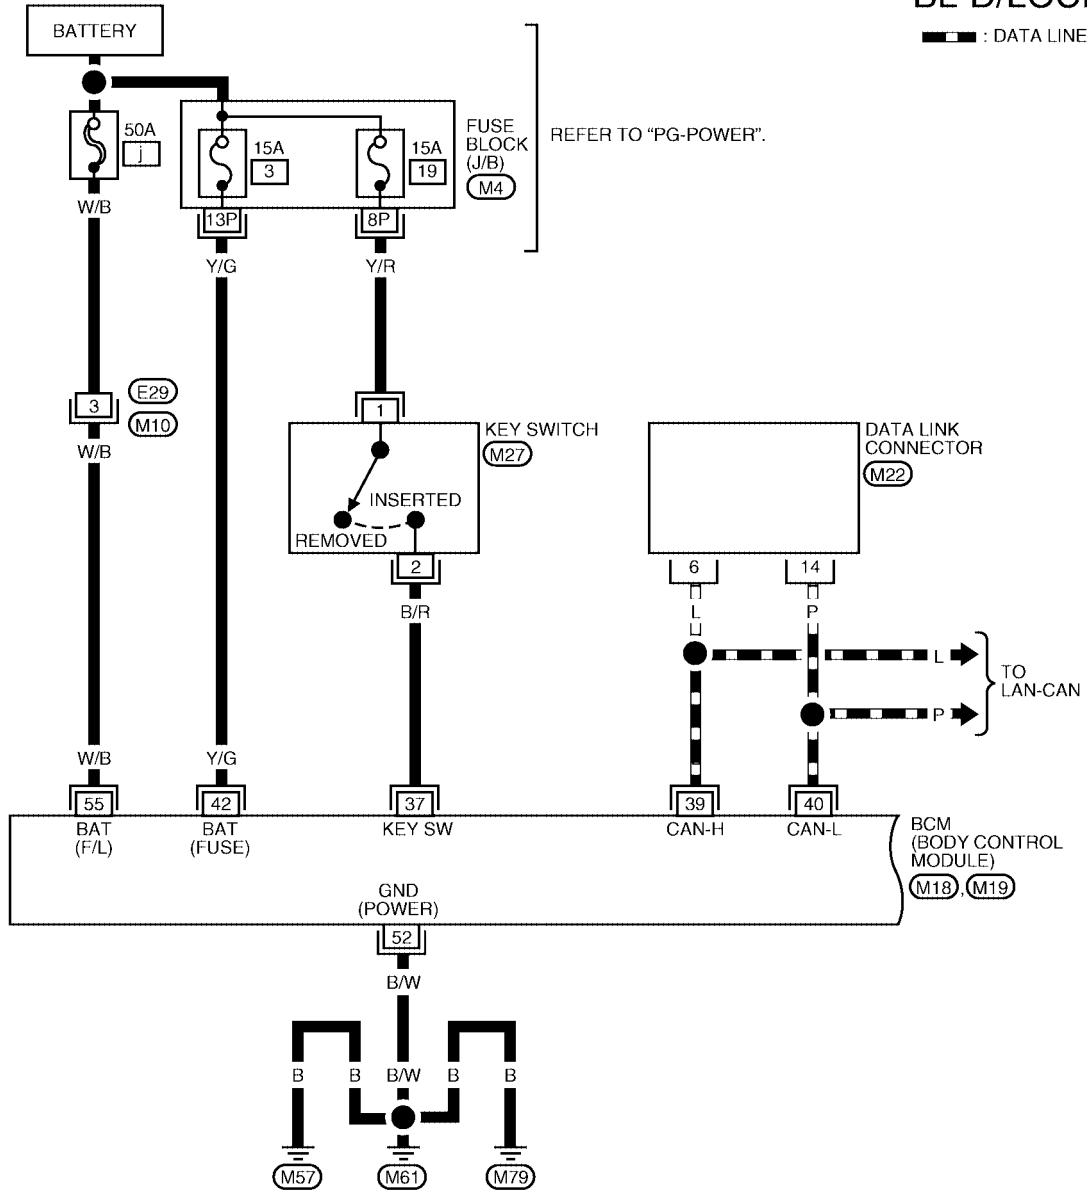 : DATA LINE
BATTERY
50A
j
15A
3
15A
19
FUSE
BLOCK
(J/B)
M4
REFER TO “PG-POWER”.
W/B
13P
8P
Y/G
Y/R
3
E29
M10
W/B
1
KEY SWITCH
M27
INSERTED
REMOVED
2
B/R
DATA LINK
CONNECTOR
M22
6
14
L
P
L
P
TO
LAN-CAN
W/B
Y/G
55
42
37
39
40
BAT
(F/L)
BAT
(FUSE)
KEY SW
CAN-H
CAN-L
BCM
(BODY CONTROL
MODULE)
M18 , M19
GND
(POWER)
52
B/W
B
B
B/W
B
B
M57
M61
M79